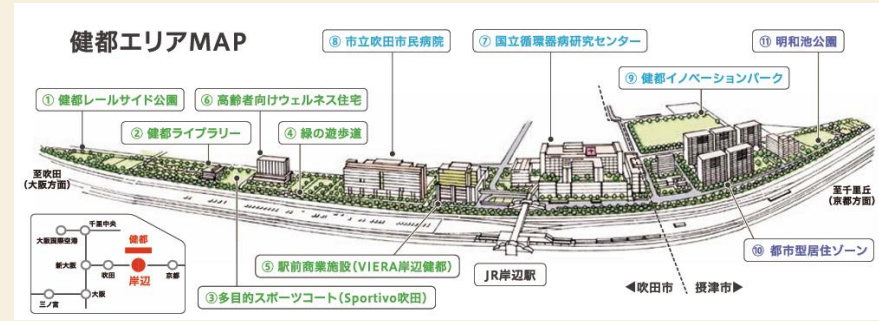 健都エリアMAP
⑧ 市立吹田市民病院
⑦ 国立循環器病研究センター
⑪ 明和池公園
⑨ 健都イノベーションパーク
① 健都レールサイド公園
⑥ 高齢者向けウェルネス住宅
② 健都ライブラリー
④ 緑の遊歩道
至吹田
(大阪方面)
至千里丘
(京都方面)
千里中央
大阪国際空港
健都
新大阪
吹田
岸辺
京都
三ノ宮
大阪
⑤ 駅前商業施設(VIERA岸辺健都)
③多目的スポーツコート(Sportivo吹田)
JR岸辺駅
⑩ 都市型居住ゾーン
◀吹田市 摂津市▶